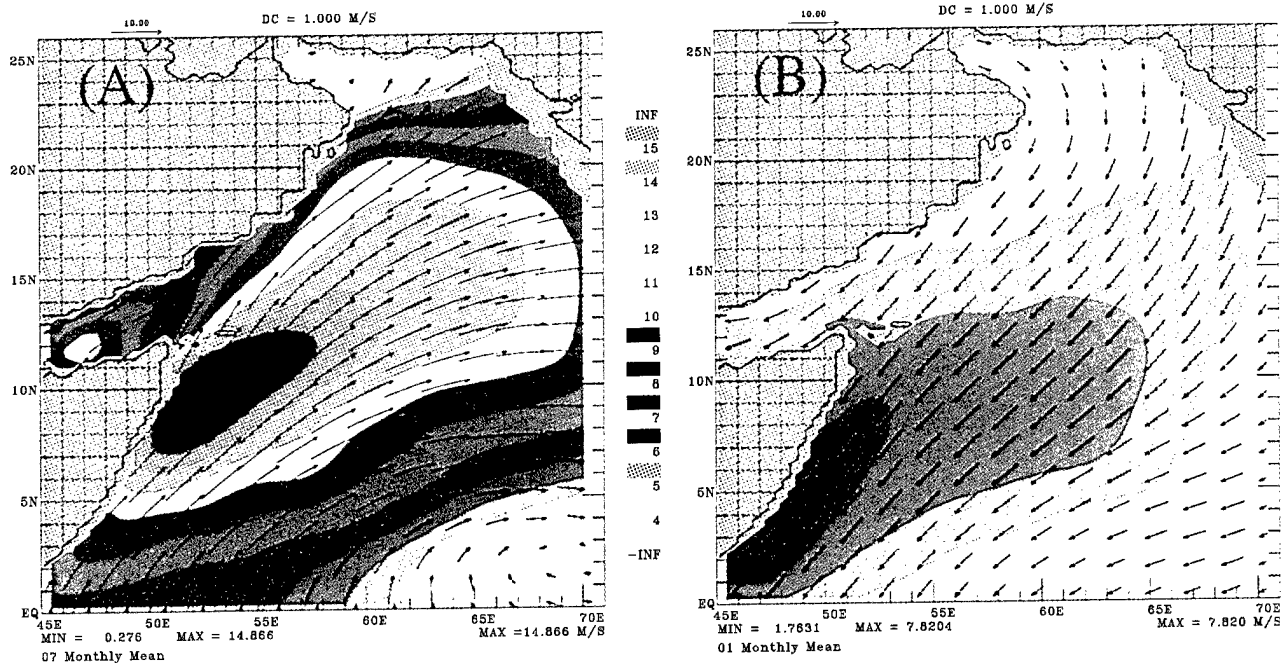 10.00
DC = 1.000 M/S
25N
(A)
20N
15N
10N
5N
EQ
45E
50E
55E
60E
65E
70E
MIN = 0.276 MAX = 14.866
MAX =14.866 M/S
07 Monthly Mean
INF
15
14
13
12
11
10
9
8
7
6
5
4
-INF
10.00
DC = 1.000 M/S
25N
(B)
20N
15N
10N
5N
EQ
45E
50E
55E
60E
65E
70E
MIN = 1.7631 MAX = 7.8204
MAX = 7.820 M/S
01 Monthly Mean